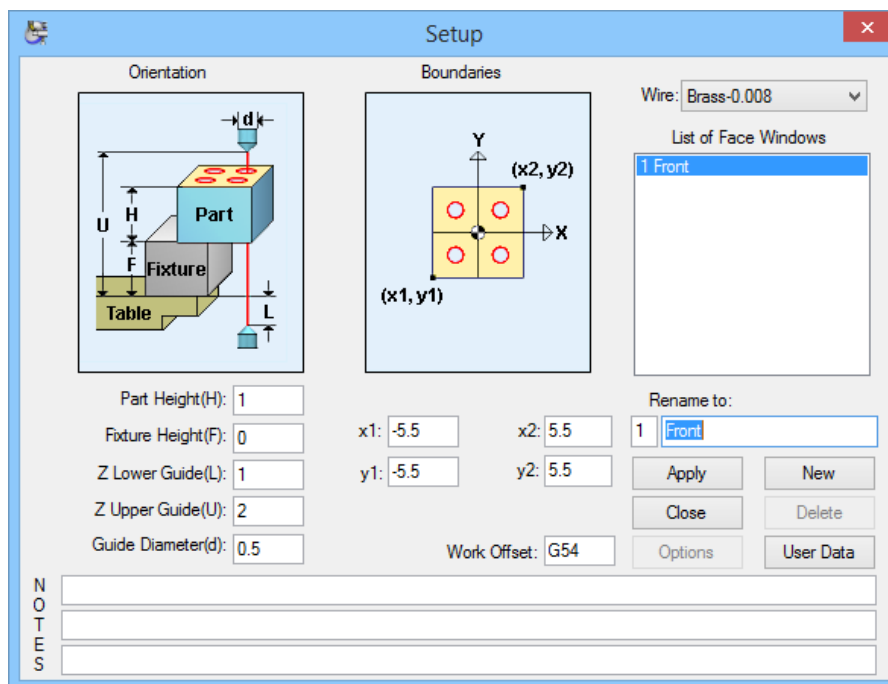 Setup
Orientation
Boundaries
Wire: Brass-0.008
List of Face Windows
1 Front
d
U
H
F
L
Part
Fixture
Table
Y
(x2, y2)
X
(x1, y1)
Part Height(H): 1
Fixture Height(F): 0
Z Lower Guide(L): 1
Z Upper Guide(U): 2
Guide Diameter(d): 0.5
x1: -5.5
x2: 5.5
y1: -5.5
y2: 5.5
Work Offset: G54
Rename to:
1 Front
Apply
New
Close
Delete
Options
User Data
NOTES